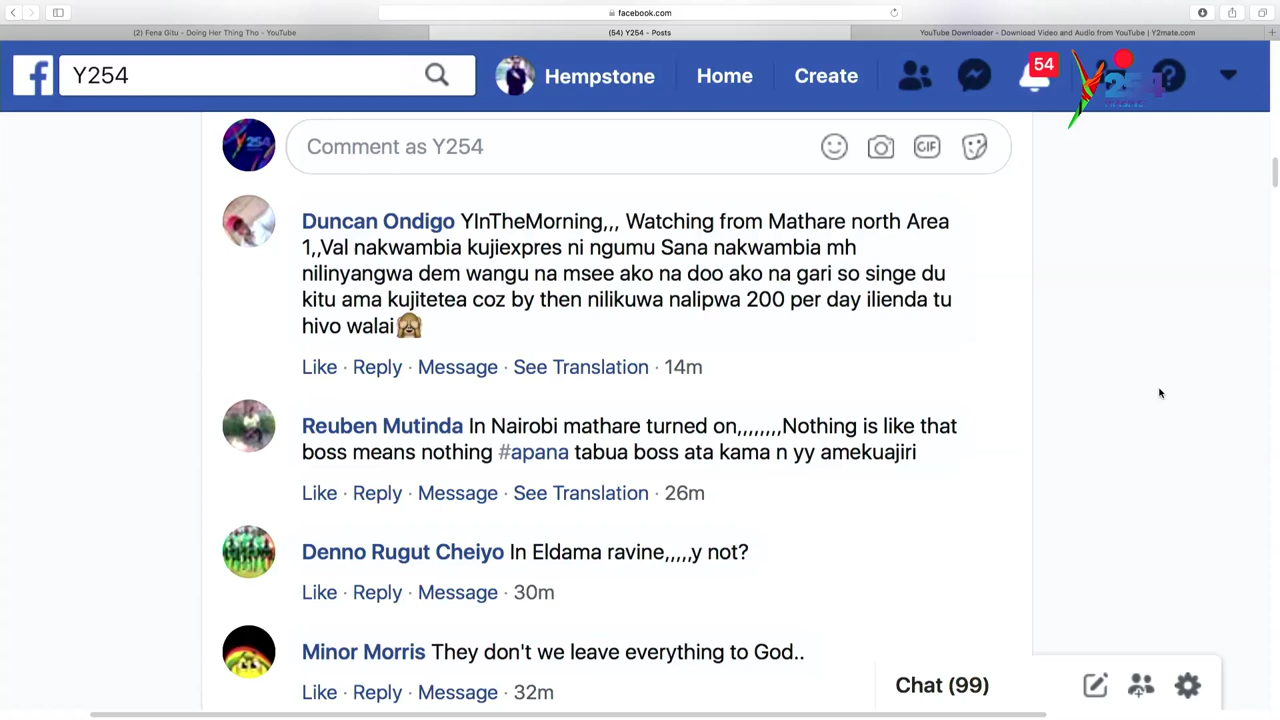 facebook.com
(2) Fena Gitu - Doing Her Thing Tho - YouTube
(54) Y254 - Posts
YouTube Downloader - Download Video and Audio from YouTube | Y2mate.com
Y254
Hempstone
Home
Create
54
Comment as Y254
GIF
Duncan Ondigo YInTheMorning,,, Watching from Mathare north Area
1,,Val nakwambia kujiexpres ni ngumu Sana nakwambia mh
nilinyangwa dem wangu na msee ako na doo ako na gari so singe du
kitu ama kujitetea coz by then nilikuwa nalipwa 200 per day ilienda tu
hivo walai
Like · Reply · Message · See Translation · 14m
Reuben Mutinda In Nairobi mathare turned on,,,,,,,,Nothing is like that
boss means nothing #apana tabua boss ata kama n yy amekuajiri
Like · Reply · Message · See Translation · 26m
Denno Rugut Cheiyo In Eldama ravine,,,,,y not?
Like · Reply · Message · 30m
Minor Morris They don't we leave everything to God..
Like · Reply · Message · 32m
Chat (99)